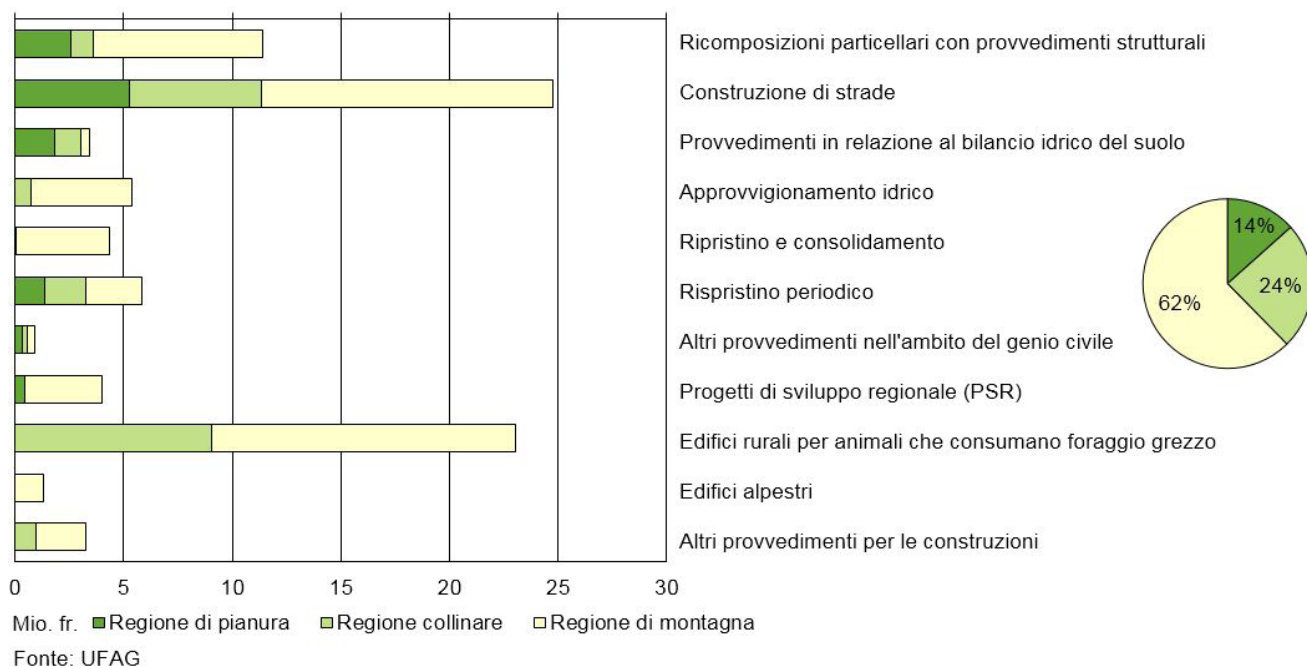 Ricomposizioni particellari con provvedimenti strutturali
Construzione di strade
Provvedimenti in relazione al bilancio idrico del suolo
Approvvigionamento idrico
Ripristino e consolidamento
Rispristino periodico
Altri provvedimenti nell'ambito del genio civile
Progetti di sviluppo regionale (PSR)
Edifici rurali per animali che consumano foraggio grezzo
Edifici alpestri
Altri provvedimenti per le construzioni
14%
24%
62%
0 5 10 15 20 25 30
Mio. fr. Regione di pianura Regione collinare Regione di montagna
Fonte: UFAG